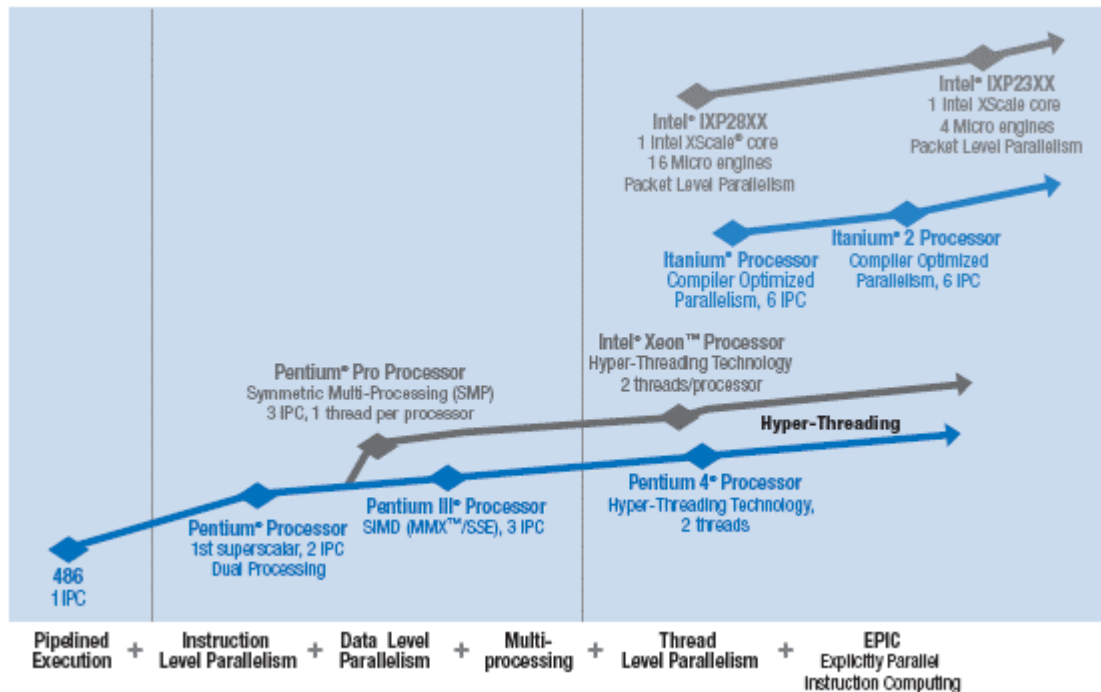 Intel® IXP28XX
1 Intel XScale® core
16 Micro engines
Packet Level Parallelism
Intel® IXP23XX
1 Intel XScale core
4 Micro engines
Packet Level Parallelism
Itanium® Processor
Compiler Optimized
Parallelism, 6 IPC
Itanium® 2 Processor
Compiler Optimized
Parallelism, 6 IPC
Pentium® Pro Processor
Symmetric Multi-Processing (SMP)
3 IPC, 1 thread per processor
Intel® Xeon™ Processor
Hyper-Threading Technology
2 threads/processor
Hyper-Threading
486
1 IPC
Pentium® Processor
1st superscalar, 2 IPC
Dual Processing
Pentium III® Processor
SIMD (MMX™/SSE), 3 IPC
Pentium 4® Processor
Hyper-Threading Technology,
2 threads
Pipelined
Execution
+
Instruction
Level Parallelism
+
Data Level
Parallelism
+
Multi-
processing
+
Thread
Level Parallelism
+
EPIC
Explicitly Parallel
Instruction Computing